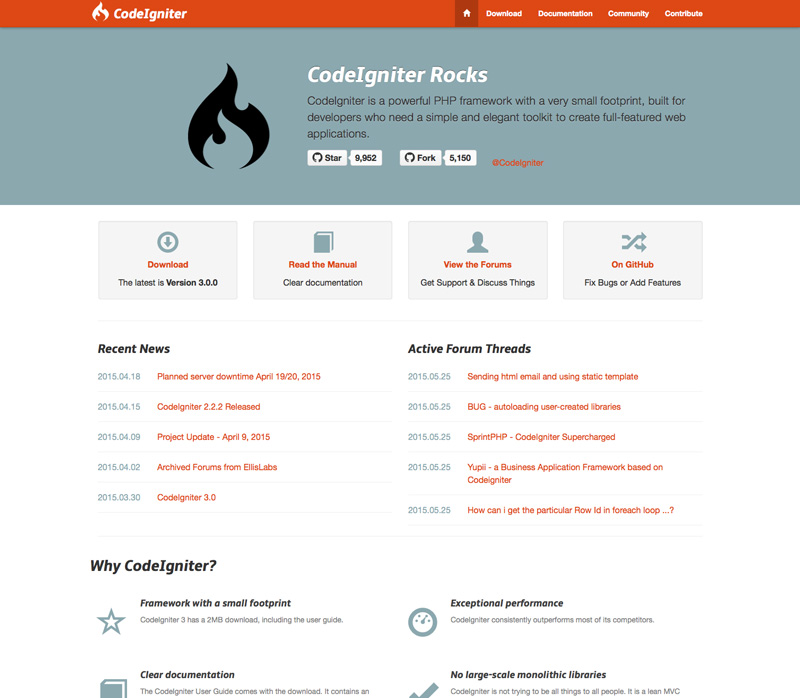 CodeIgniter
Download Documentation Community Contribute
CodeIgniter Rocks
CodeIgniter is a powerful PHP framework with a very small footprint, built for
developers who need a simple and elegant toolkit to create full-featured web
applications.
Star 9,952 Fork 5,150 @CodeIgniter
Download
The latest is Version 3.0.0
Read the Manual
Clear documentation
View the Forums
Get Support & Discuss Things
On GitHub
Fix Bugs or Add Features
Recent News
2015.04.18 Planned server downtime April 19/20, 2015
2015.04.15 CodeIgniter 2.2.2 Released
2015.04.09 Project Update - April 9, 2015
2015.04.02 Archived Forums from EllisLabs
2015.03.30 CodeIgniter 3.0
Active Forum Threads
2015.05.25 Sending html email and using static template
2015.05.25 BUG - autoloading user-created libraries
2015.05.25 SprintPHP - CodeIgniter Supercharged
2015.05.25 Yupii - a Business Application Framework based on
Codeigniter
2015.05.25 How can i get the particular Row Id in foreach loop ...?
Why CodeIgniter?
Framework with a small footprint
CodeIgniter 3 has a 2MB download, including the user guide.
Exceptional performance
CodeIgniter consistently outperforms most of its competitors.
Clear documentation
The CodeIgniter User Guide comes with the download. It contains an
No large-scale monolithic libraries
CodeIgniter is not trying to be all things to all people. It is a lean MVC